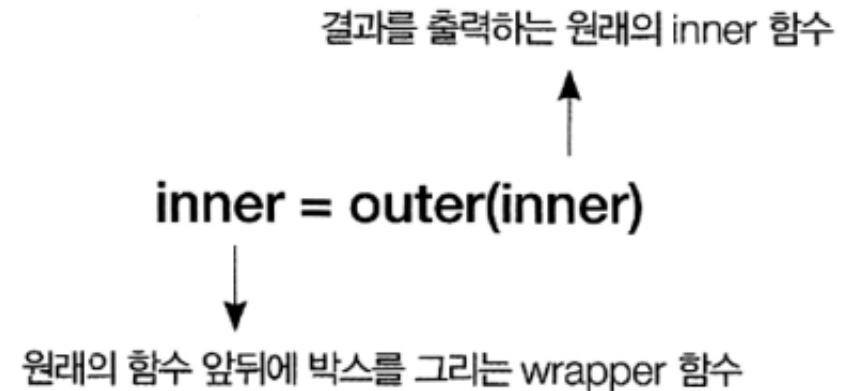 결과를 출력하는 원래의 inner 함수
inner = outer(inner)
원래의 함수 앞뒤에 박스를 그리는 wrapper 함수